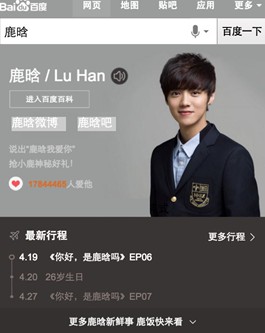 Bai百度 网页 地图 贴吧 应用 更多
鹿晗 百度一下
鹿晗 / Lu Han
进入百度百科
鹿晗微博 鹿晗吧
说出"鹿晗我爱你"
抢小鹿神秘好礼!
17844465人爱他
最新行程 更多行程 >
4.19 《你好，是鹿晗吗》EP06
4.20 26岁生日
4.27 《你好，是鹿晗吗》EP07
更多鹿晗新鲜事 鹿饭快来看